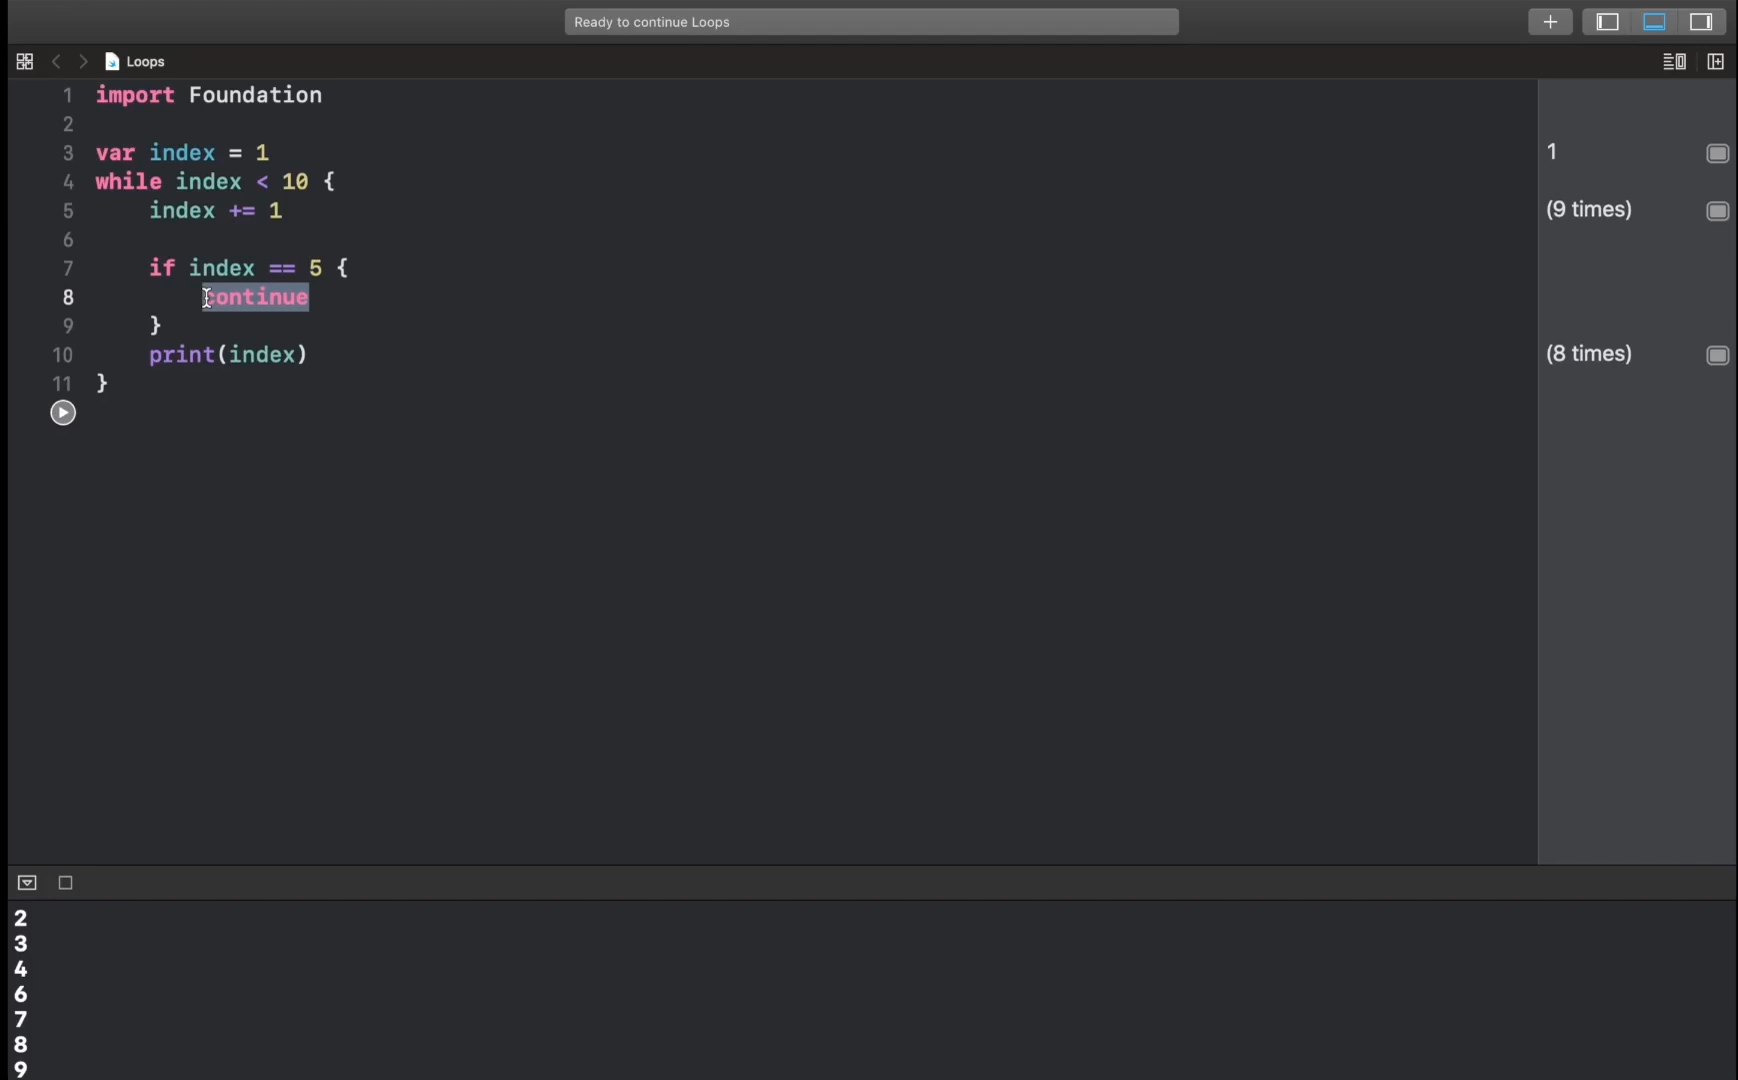 Ready to continue Loops
Loops
1 import Foundation
2
3 var index = 1
1
4 while index < 10 {
5 index += 1
(9 times)
6
7 if index == 5 {
8 continue
9 }
10 print(index)
(8 times)
11 }
2
3
4
6
7
8
9